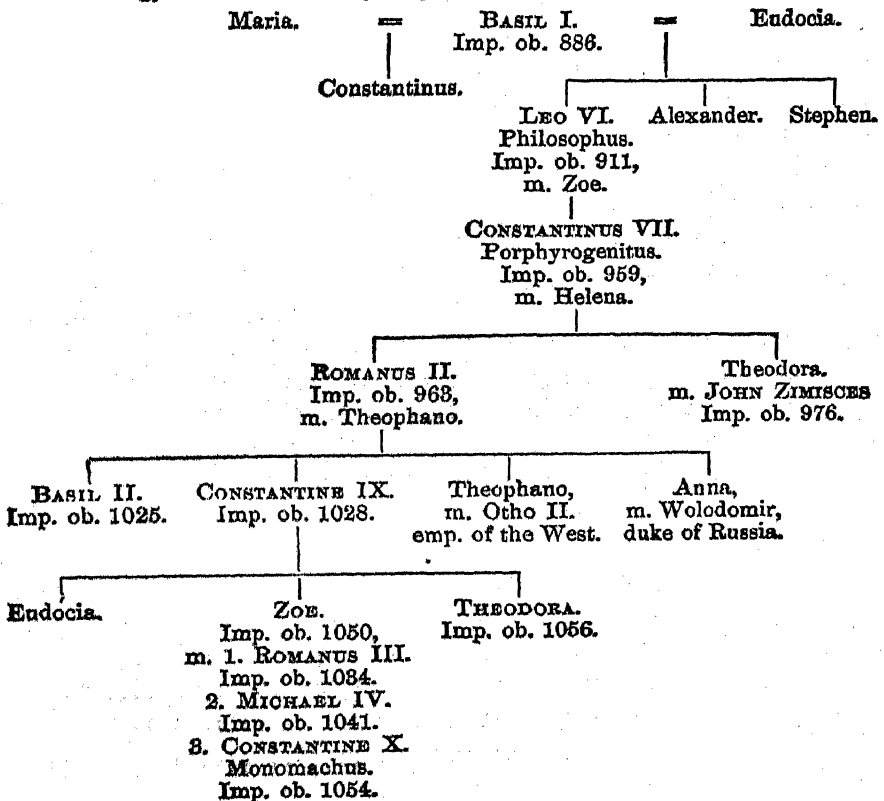 Maria. = BASIL I. = Eudocia.
Imp. ob. 886.
Constantinus.
LEO VI. Alexander. Stephen.
Philosophus.
Imp. ob. 911,
m. Zoe.
CONSTANTINUS VII.
Porphyrogenitus.
Imp. ob. 959,
m. Helena.
ROMANUS II. Theodora.
Imp. ob. 963, m. JOHN ZIMISCES
m. Theophano. Imp. ob. 976.
BASIL II. CONSTANTINE IX. Theophano, Anna,
Imp. ob. 1025. Imp. ob. 1028. m. Otho II. m. Wolodomir,
emp. of the West. duke of Russia.
Eudócia. ZOE. THEODORA.
Imp. ob. 1050, Imp. ob. 1056.
m. 1. ROMANUS III.
Imp. ob. 1034.
2. MICHAEL IV.
Imp. ob. 1041.
3. CONSTANTINE X.
Monomachus.
Imp. ob. 1054.